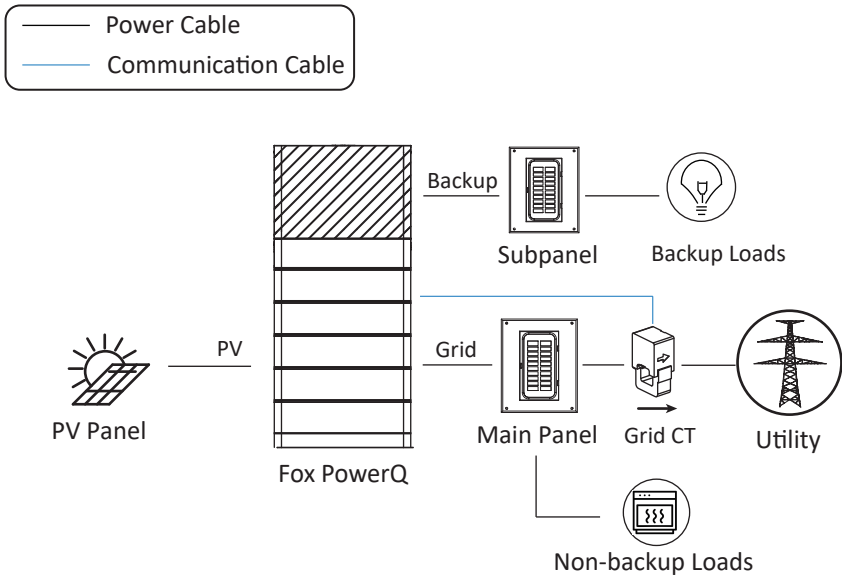 Power Cable
Communication Cable
Backup
Subpanel
Backup Loads
PV
Grid
PV Panel
Main Panel
Grid CT
Utility
Fox PowerQ
Non-backup Loads